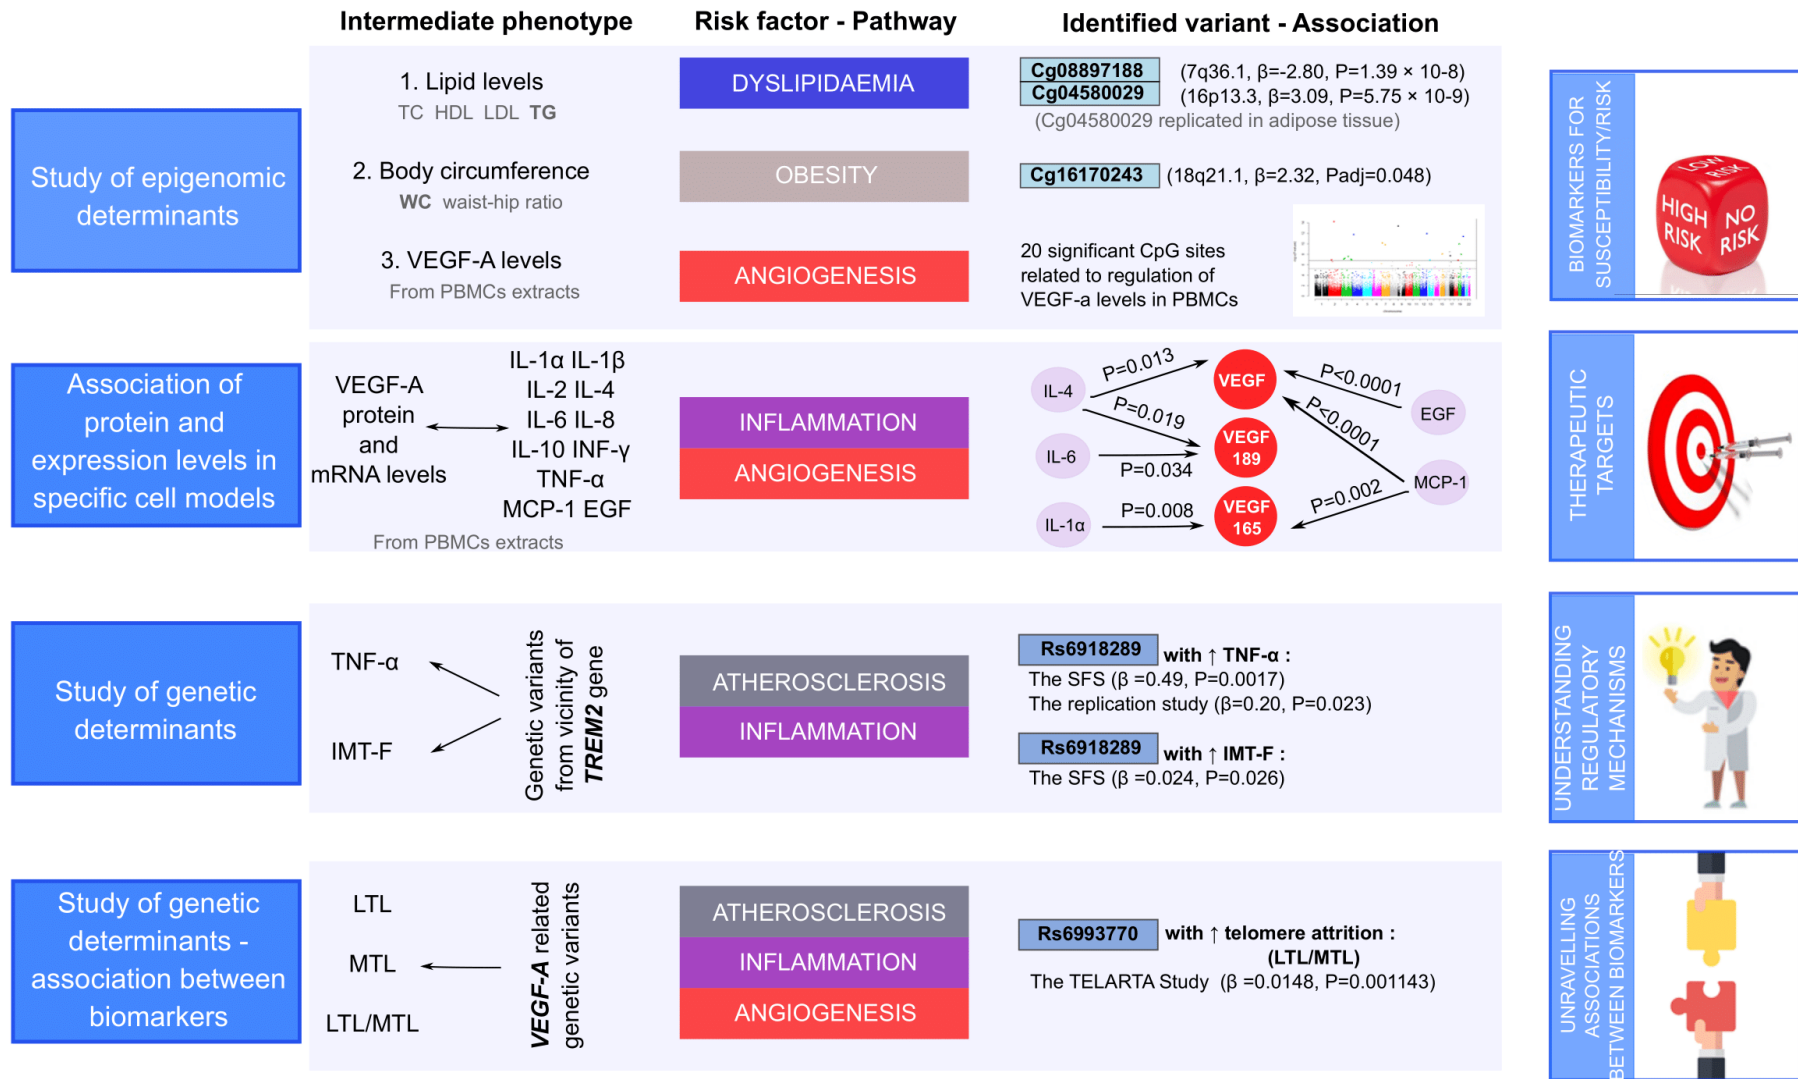 Intermediate phenotype
Risk factor - Pathway
Identified variant - Association
Study of epigenomic
determinants
1. Lipid levels
TC HDL LDL TG
DYSLIPIDAEMIA
Cg08897188
(7q36.1, β=-2.80, P=1.39 × 10-8)
Cg04580029
(16p13.3, β=3.09, P=5.75 × 10-9)
(Cg04580029 replicated in adipose tissue)
2. Body circumference
WC waist-hip ratio
OBESITY
Cg16170243
(18q21.1, β=2.32, Padj=0.048)
3. VEGF-A levels
From PBMCs extracts
ANGIOGENESIS
20 significant CpG sites
related to regulation of
VEGF-a levels in PBMCs
BIOMARKERS FOR
SUSCEPTIBILITY/RISK
LOW
RISK
HIGH
RISK
NO
RISK
Association of
protein and
expression levels in
specific cell models
VEGF-A
protein
and
mRNA levels
IL-1α IL-1β
IL-2 IL-4
IL-6 IL-8
IL-10 INF-γ
TNF-α
MCP-1 EGF
From PBMCs extracts
INFLAMMATION
ANGIOGENESIS
IL-4
P=0.013
VEGF
P<0.0001
EGF
P=0.019
P<0.0001
IL-6
P=0.034
VEGF
189
MCP-1
IL-1α
P=0.008
VEGF
165
P=0.002
THERAPEUTIC
TARGETS
Study of genetic
determinants
TNF-α
IMT-F
Genetic variants
from vicinity of
TREM2 gene
ATHEROSCLEROSIS
INFLAMMATION
Rs6918289
with ↑ TNF-α :
The SFS (β =0.49, P=0.0017)
The replication study (β=0.20, P=0.023)
Rs6918289
with ↑ IMT-F :
The SFS (β =0.024, P=0.026)
UNDERSTANDING
REGULATORY
MECHANISMS
Study of genetic
determinants -
association between
biomarkers
LTL
MTL
LTL/MTL
VEGF-A related
genetic variants
ATHEROSCLEROSIS
INFLAMMATION
ANGIOGENESIS
Rs6993770
with ↑ telomere attrition :
(LTL/MTL)
The TELARTA Study (β =0.0148, P=0.001143)
UNRAVELLING
ASSOCIATIONS
BETWEEN BIOMARKERS